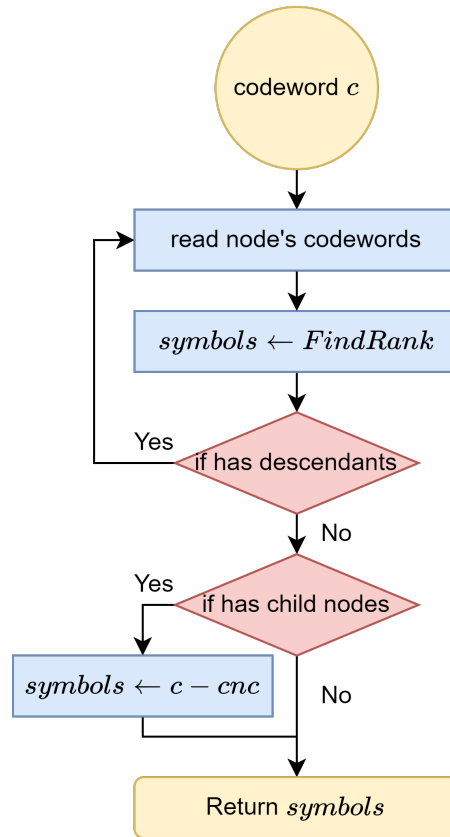 codeword c
read node's codewords
symbols ← FindRank
Yes
if has descendants
No
Yes
if has child nodes
symbols ← c − cnc
No
Return symbols